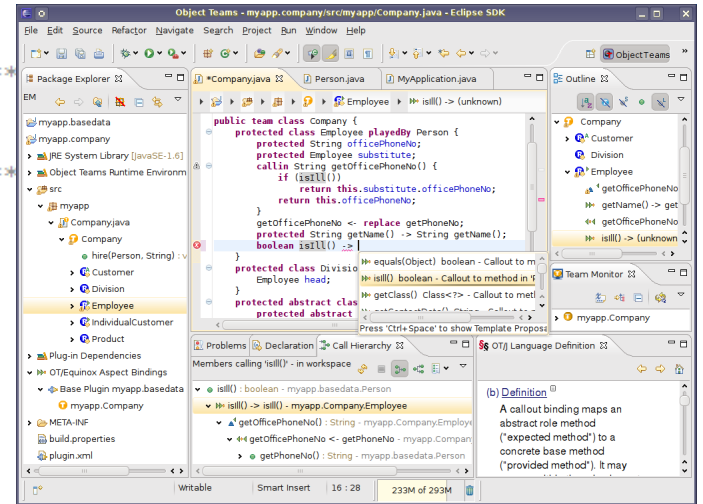 Object Teams - myapp.company/src/myapp/Company.java - Eclipse SDK
File Edit Source Refactor Navigate Search Project Run Window Help
ObjectTeams »
Package Explorer
*Company.java
Person.java
MyApplication.java
Outline
EM
Employee
isIll() -> (unknown)
myapp.basedata
myapp.company
JRE System Library [JavaSE-1.6]
Object Teams Runtime Environm
src
myapp
Company.java
Company
hire(Person, String) : v
Customer
Division
Employee
IndividualCustomer
Product
Plug-in Dependencies
OT/Equinox Aspect Bindings
Base Plugin myapp.basedata
myapp.Company
META-INF
build.properties
plugin.xml
public team class Company {
protected class Employee playedBy Person {
protected String officePhoneNo;
protected Employee substitute;
callin String getOfficePhoneNo() {
if (isIll())
return this.substitute.officePhoneNo;
return this.officePhoneNo;
}
getOfficePhoneNo <- replace getPhoneNo;
protected String getName() -> String getName();
boolean isIll() ->
}
protected class Divisio
Employee head;
}
protected abstract clas
protected abstract
equals(Object) boolean - Callout to m
isIll() boolean - Callout to method in 'P
getClass() Class<?> - Callout to meth
Press 'Ctrl+Space' to show Template Proposa
Company
Customer
Division
Employee
getOfficePhoneNo
getName() -> get
getOfficePhoneNo
isIll() -> (unknown
Team Monitor
myapp.Company
Problems
Declaration
Call Hierarchy
Members calling 'isIll()' - in workspace
isIll() : boolean - myapp.basedata.Person
isIll() -> isIll() - myapp.Company.Employee
getOfficePhoneNo() : String - myapp.Company.Employe
getOfficePhoneNo <- getPhoneNo - myapp.Compan
getPhoneNo() : String - myapp.basedata.Person
OT/J Language Definition
(b) Definition
A callout binding maps an
abstract role method
("expected method") to a
concrete base method
("provided method"). It may
Writable
Smart Insert
16 : 28
233M of 293M